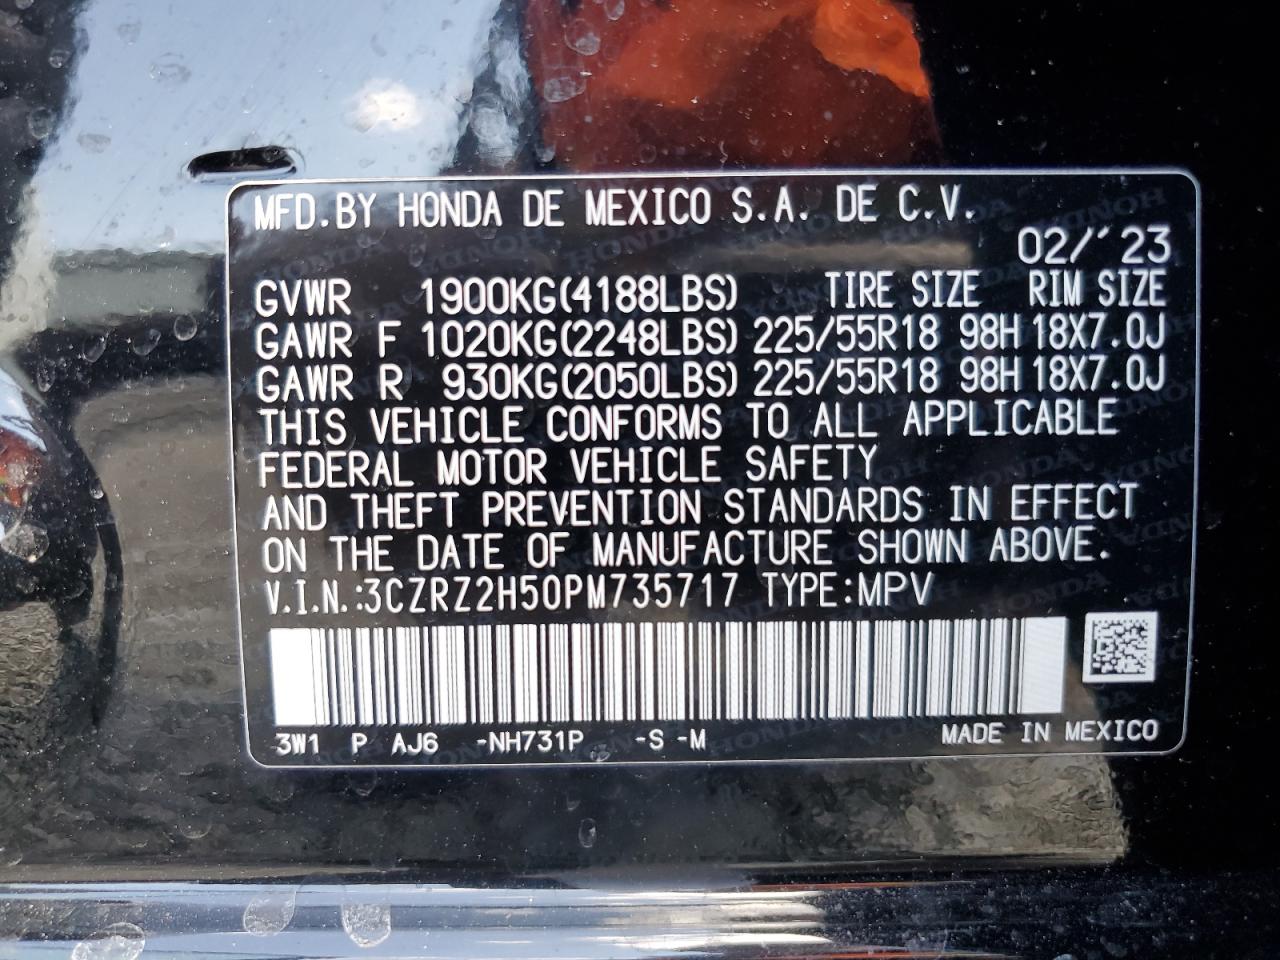 MFD.BY HONDA DE MEXICO S.A. DE C.V.
02/'23
GVWR 1900KG(4188LBS) TIRE SIZE RIM SIZE
GAWR F 1020KG(2248LBS) 225/55R18 98H 18X7.0J
GAWR R 930KG(2050LBS) 225/55R18 98H 18X7.0J
THIS VEHICLE CONFORMS TO ALL APPLICABLE
FEDERAL MOTOR VEHICLE SAFETY
AND THEFT PREVENTION STANDARDS IN EFFECT
ON THE DATE OF MANUFACTURE SHOWN ABOVE.
V.I.N.:3CZRZ2H50PM735717 TYPE:MPV
3W1 P AJ6 -NH731P -S -M MADE IN MEXICO